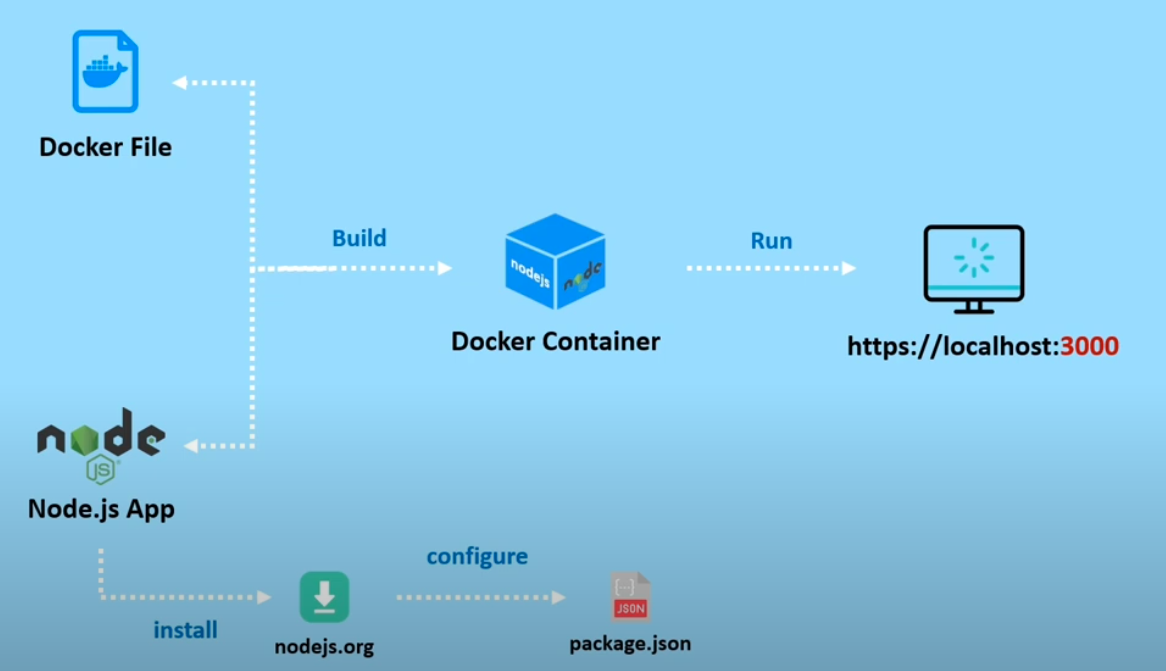 Docker File
Build
nodejs
node
Docker Container
Run
https://localhost:3000
node
JS
Node.js App
install
nodejs.org
configure
{...}
JSON
package.json